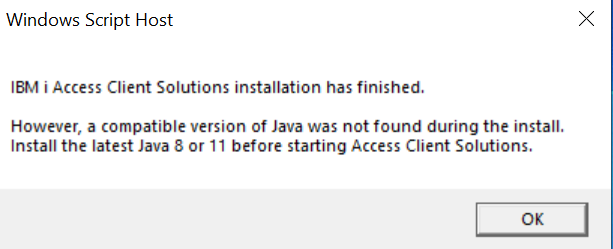 Windows Script Host
IBM i Access Client Solutions installation has finished.
However, a compatible version of Java was not found during the install.
Install the latest Java 8 or 11 before starting Access Client Solutions.
OK